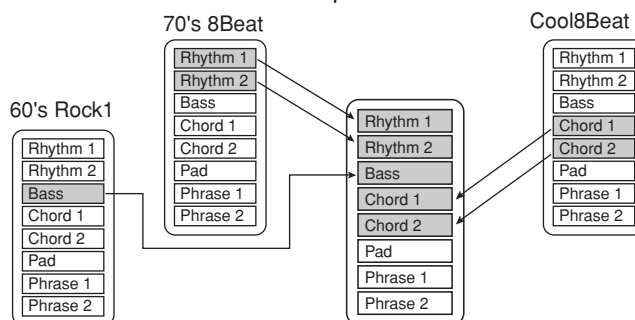 70's 8Beat
Rhythm 1
Rhythm 2
Bass
Chord 1
Chord 2
Pad
Phrase 1
Phrase 2
Cool8Beat
Rhythm 1
Rhythm 2
Bass
Chord 1
Chord 2
Pad
Phrase 1
Phrase 2
60's Rock1
Rhythm 1
Rhythm 2
Bass
Chord 1
Chord 2
Pad
Phrase 1
Phrase 2
Rhythm 1
Rhythm 2
Bass
Chord 1
Chord 2
Pad
Phrase 1
Phrase 2